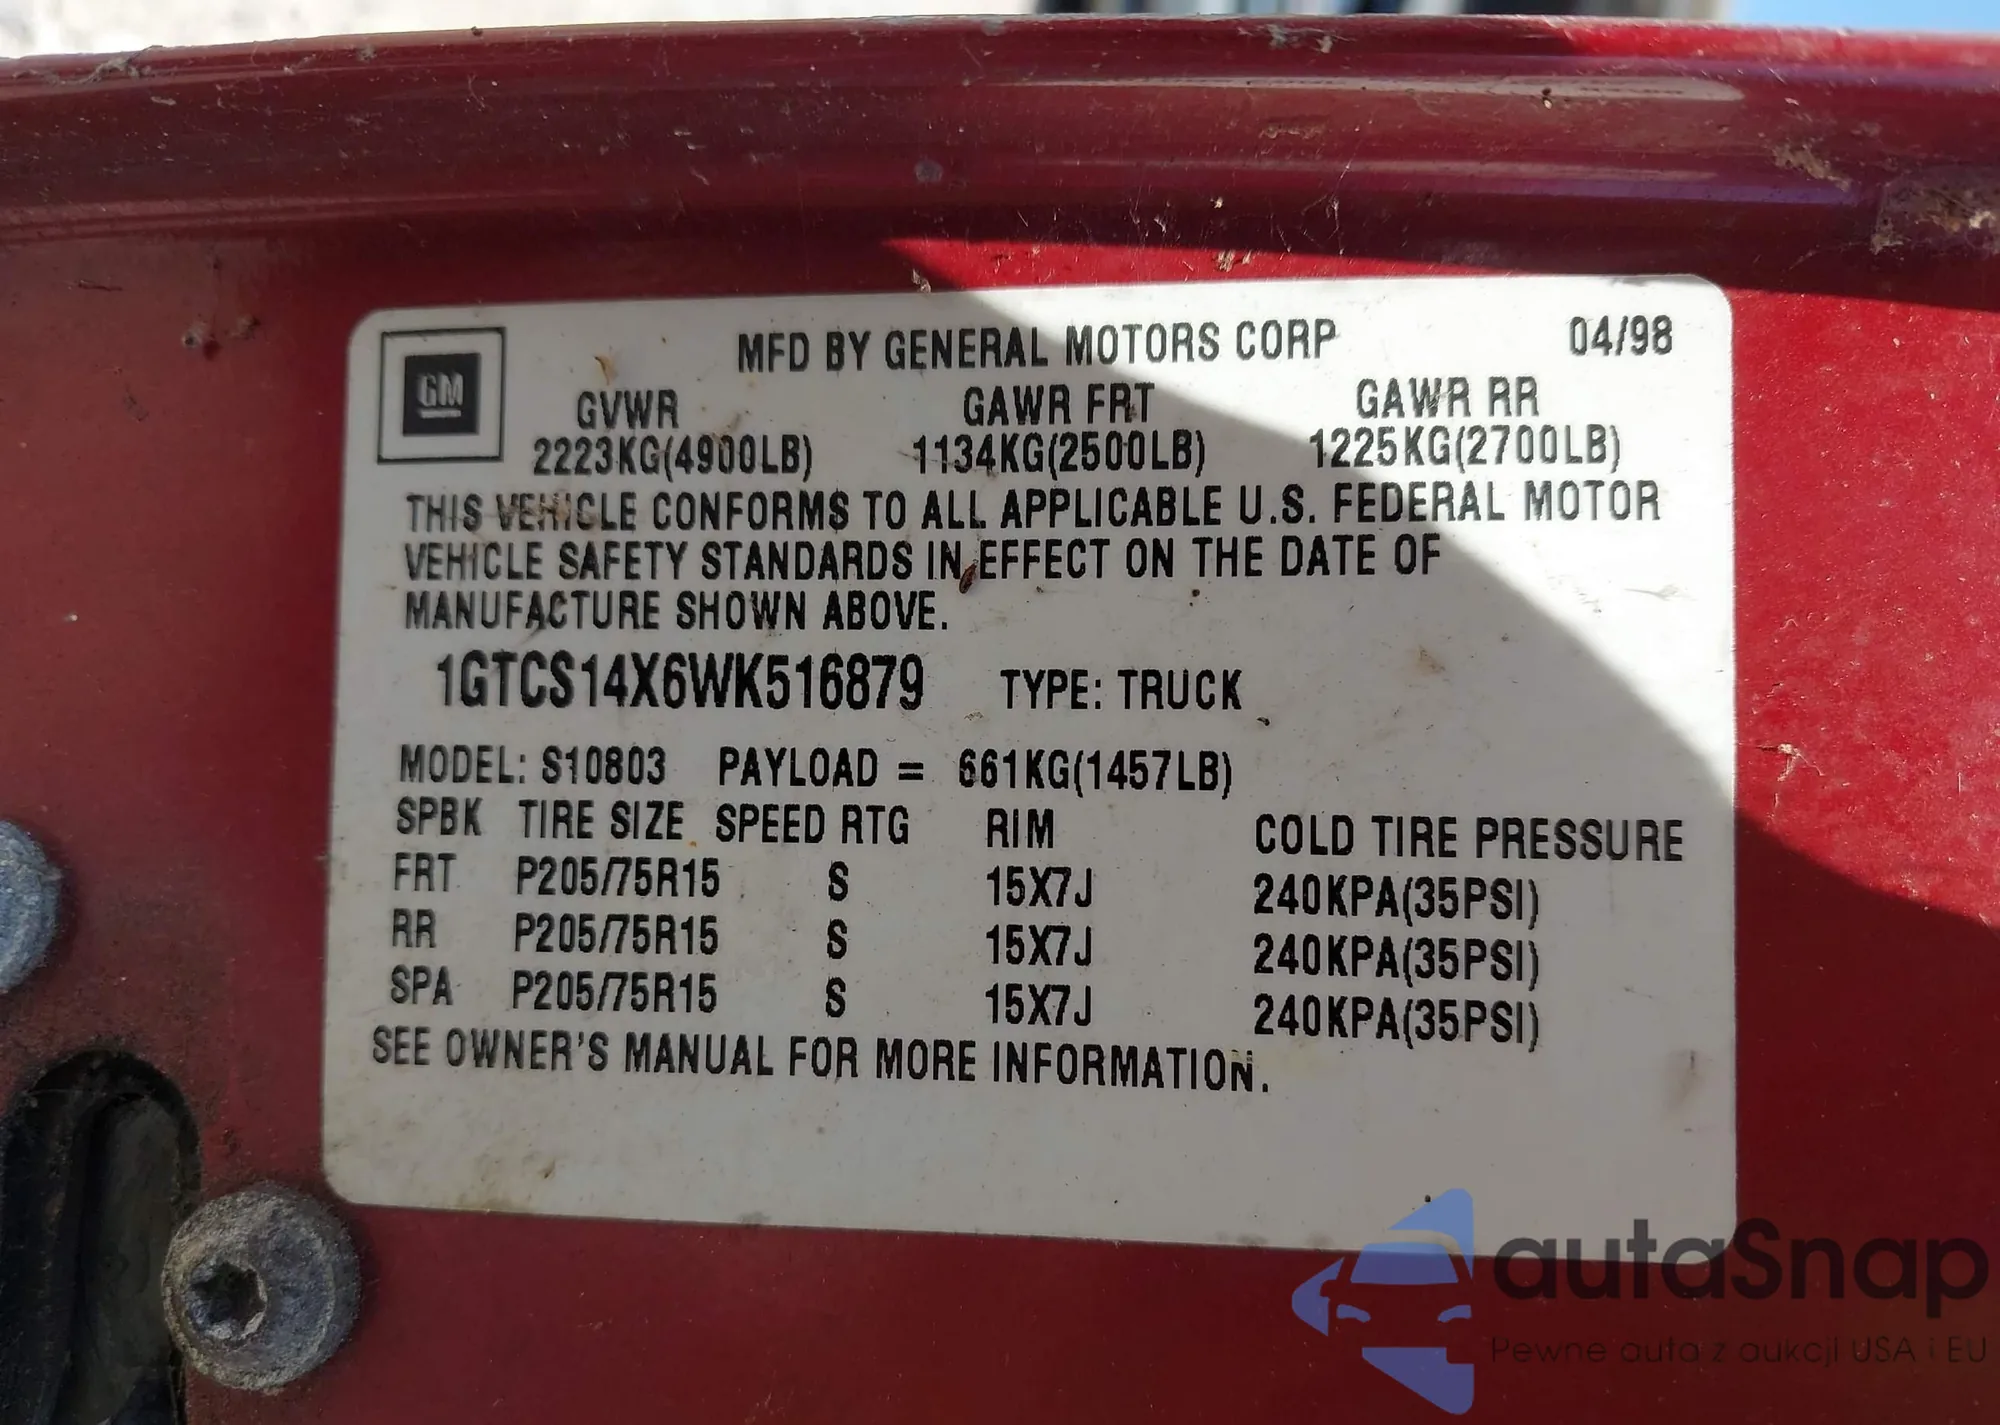 MFD BY GENERAL MOTORS CORP 04/98
GM
GVWR GAWR FRT GAWR RR
2223KG(4900LB) 1134KG(2500LB) 1225KG(2700LB)
THIS VEHICLE CONFORMS TO ALL APPLICABLE U.S. FEDERAL MOTOR
VEHICLE SAFETY STANDARDS IN EFFECT ON THE DATE OF
MANUFACTURE SHOWN ABOVE.
1GTCS14X6WK516879 TYPE: TRUCK
MODEL: S10803 PAYLOAD = 661KG(1457LB)
SPBK TIRE SIZE SPEED RTG RIM COLD TIRE PRESSURE
FRT P205/75R15 S 15X7J 240KPA(35PSI)
RR P205/75R15 S 15X7J 240KPA(35PSI)
SPA P205/75R15 S 15X7J 240KPA(35PSI)
SEE OWNER'S MANUAL FOR MORE INFORMATION.
autaSnap
Pewne auta z aukcji USA i EU